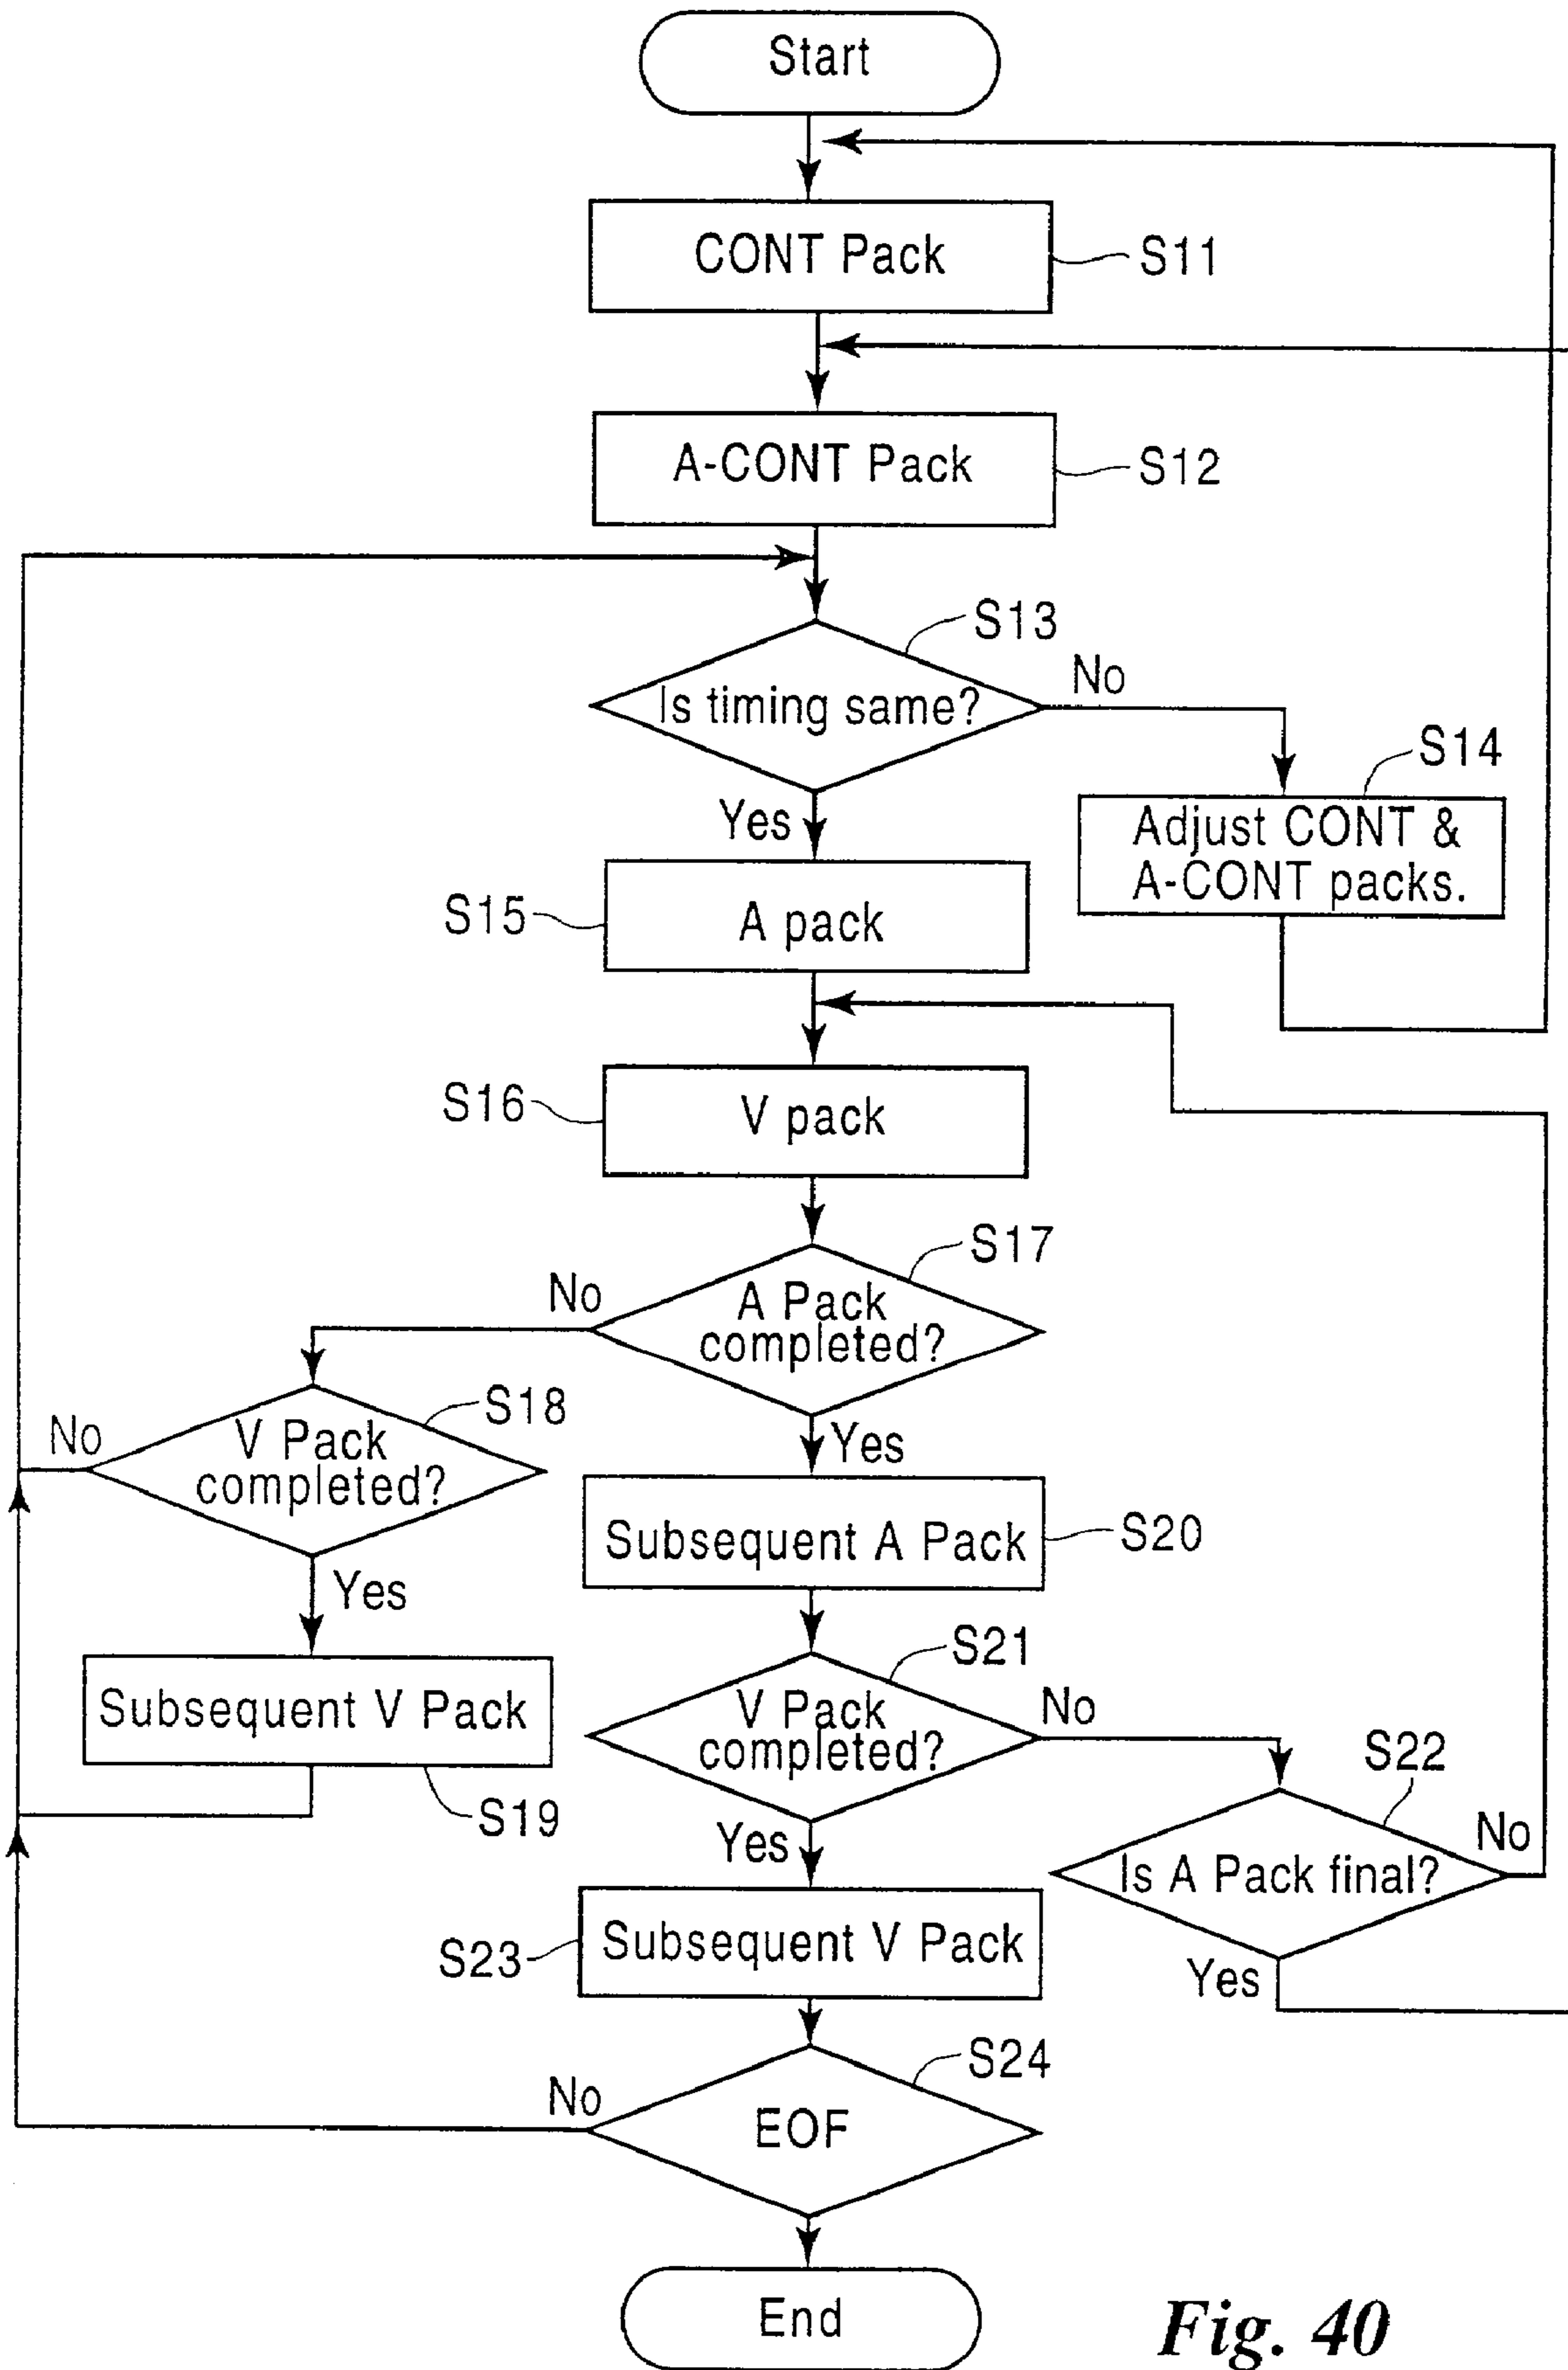 Start
CONT Pack
S11
A-CONT Pack
S12
S13
Is timing same?
No
S14
Adjust CONT &
A-CONT packs.
Yes
S15
A pack
S16
V pack
S17
A Pack
completed?
No
S18
V Pack
completed?
No
Yes
Yes
Subsequent A Pack
S20
Subsequent V Pack
S19
S21
V Pack
completed?
No
S22
Is A Pack final?
No
Yes
Yes
S23
Subsequent V Pack
S24
No
EOF
End
Fig. 40